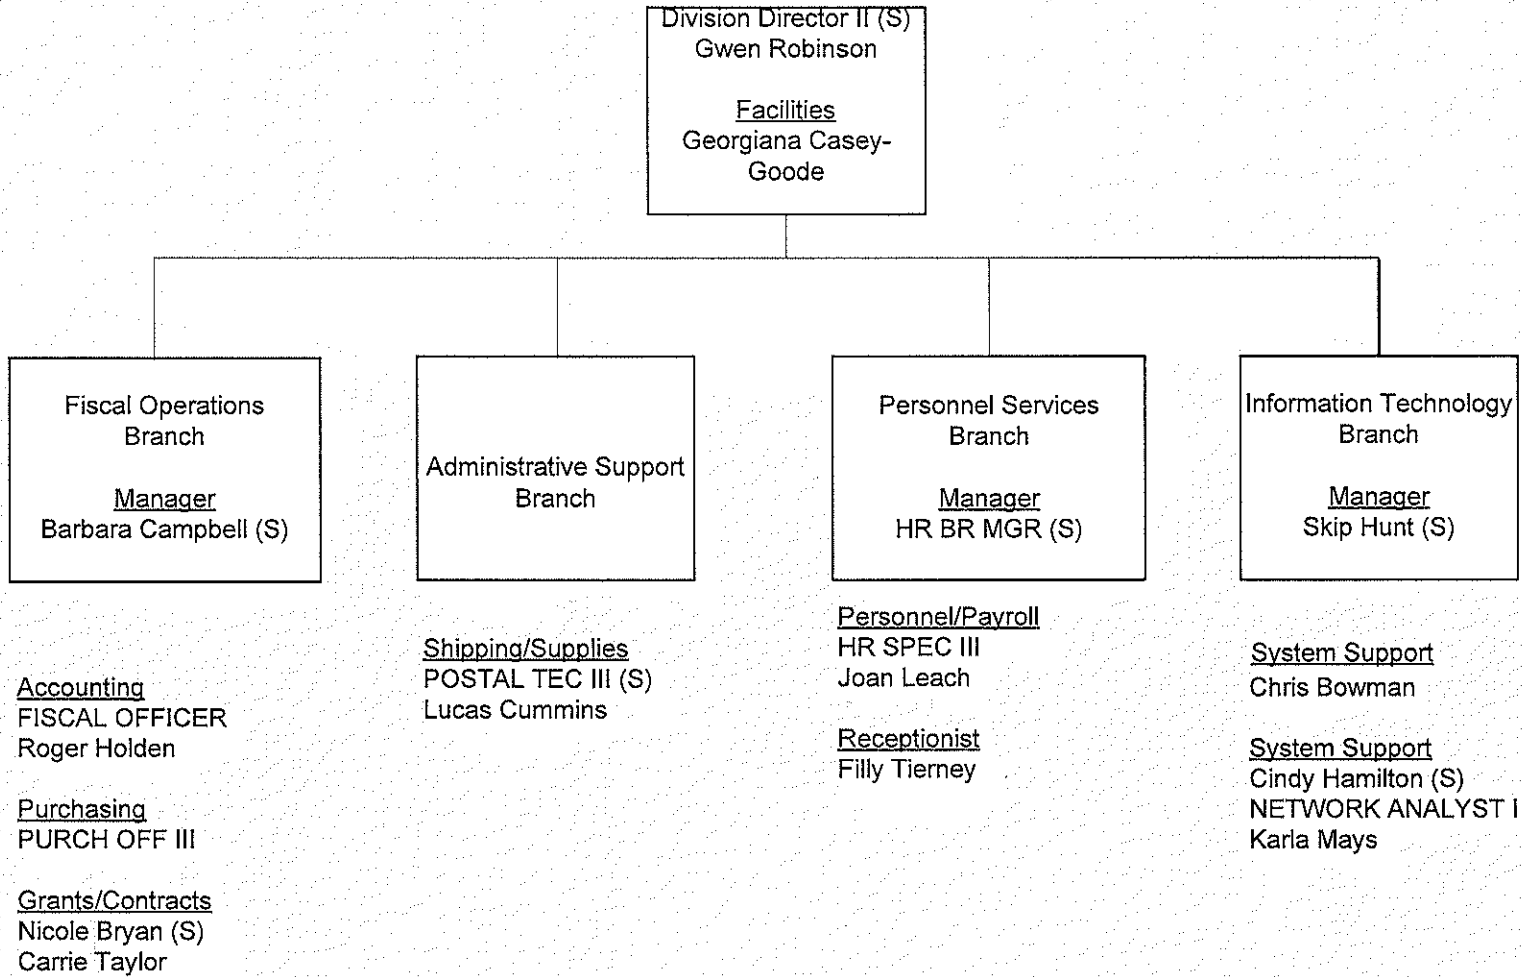 Division Director II (S)
Gwen Robinson
Facilities
Georgiana Casey-
Goode
Fiscal Operations
Branch
Manager
Barbara Campbell (S)
Administrative Support
Branch
Personnel Services
Branch
Manager
HR BR MGR (S)
Information Technology
Branch
Manager
Skip Hunt (S)
Accounting
FISCAL OFFICER
Roger Holden
Purchasing
PURCH OFF III
Grants/Contracts
Nicole Bryan (S)
Carrie Taylor
Shipping/Supplies
POSTAL TEC III (S)
Lucas Cummins
Personnel/Payroll
HR SPEC III
Joan Leach
Receptionist
Filly Tierney
System Support
Chris Bowman
System Support
Cindy Hamilton (S)
NETWORK ANALYST I
Karla Mays